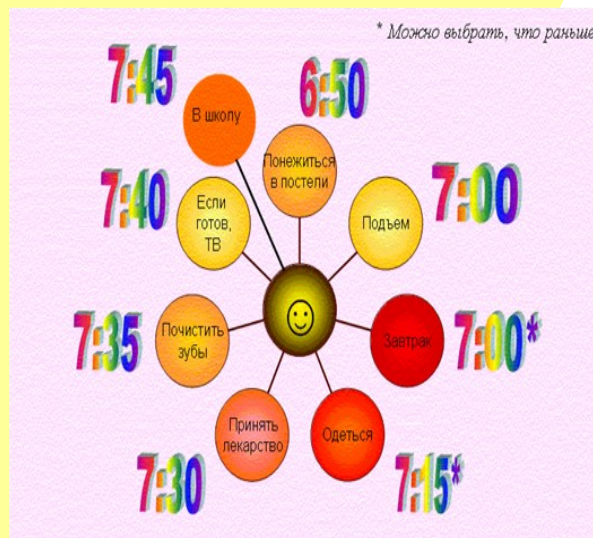 * Можно выбрать, что раньше
6:50
Понежиться
в постели
7:00
Подъем
7:00*
Завтрак
7:15*
Одеться
7:30
Принять
лекарство
7:35
Почистить
зубы
7:40
Если
готов,
ТВ
7:45
В школу